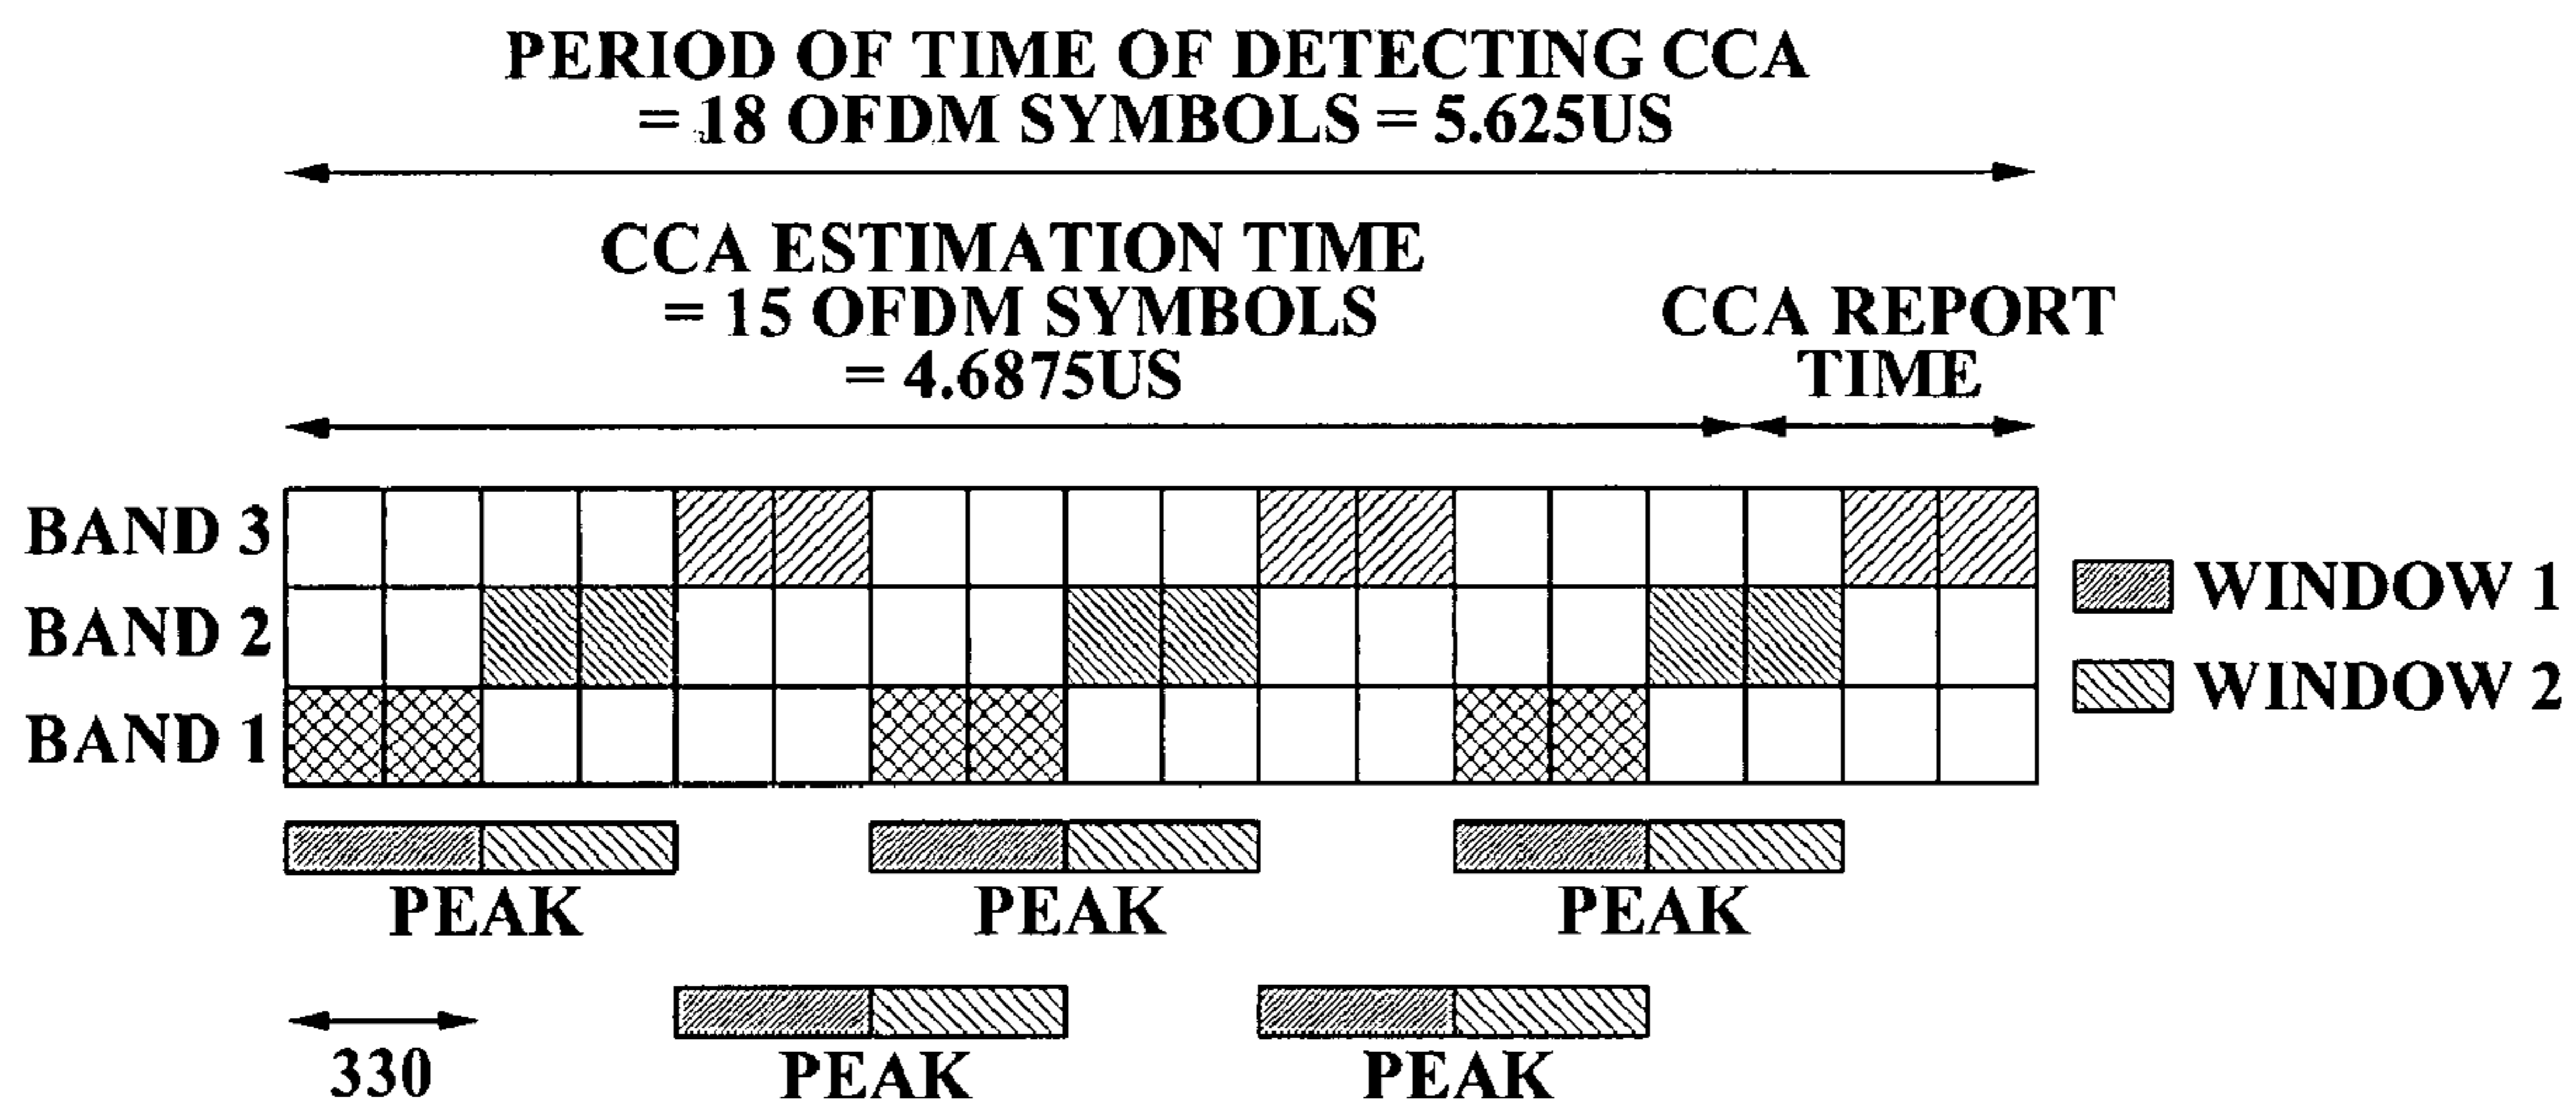 PERIOD OF TIME OF DETECTING CCA
= 18 OFDM SYMBOLS = 5.625US
CCA ESTIMATION TIME
= 15 OFDM SYMBOLS
= 4.6875US
CCA REPORT
TIME
BAND 3
BAND 2
BAND 1
WINDOW 1
WINDOW 2
PEAK
PEAK
PEAK
330
PEAK
PEAK